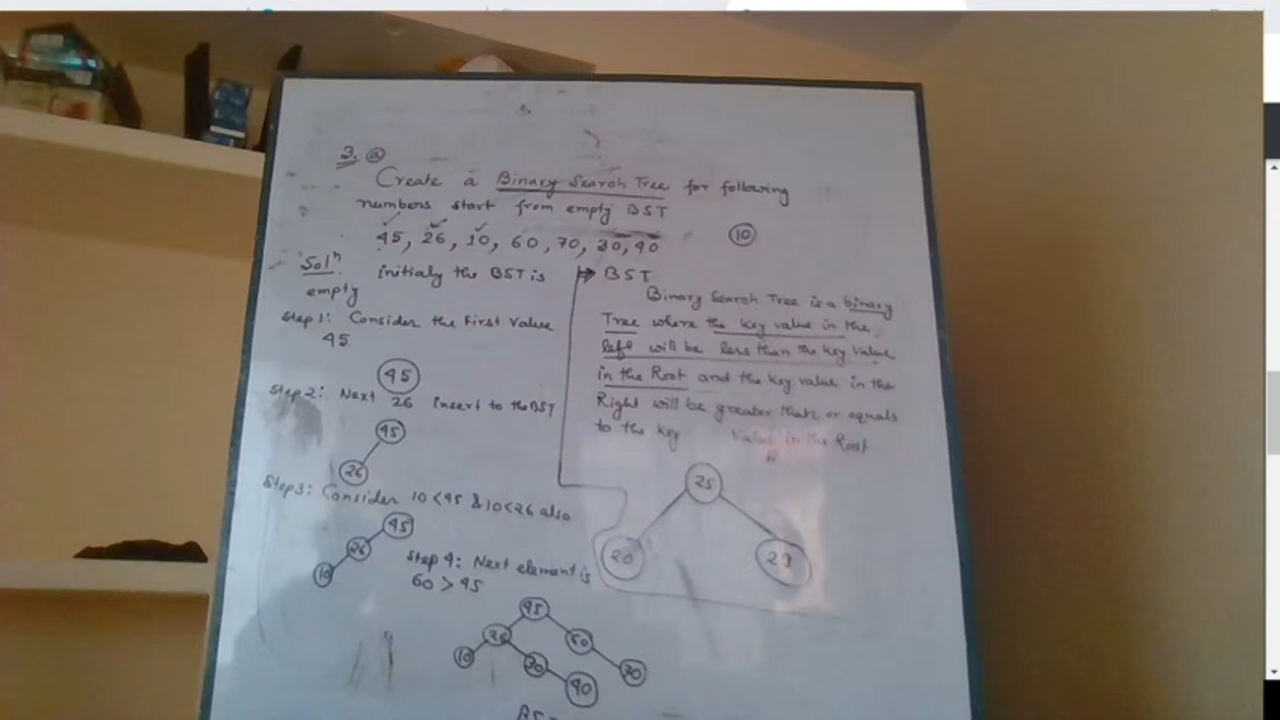 3. a
Create a Binary Search Tree for following
numbers start from empty BST
45, 26, 10, 60, 70, 30, 40
10
Solⁿ. initialy the BST is
empty
Step 1: Consider the First Value
45.
45
Step 2: Next 26 Insert to the BST
45
26
Step 3: Consider 10 < 45 & 10 < 26 also
45
26
10
Step 4: Next element is
60 > 45
45
26 60
10 30 70
40
BST
Binary Search Tree is a binary
Tree where the key value in the
left will be less than the key value
in the Root and the key value in the
Right will be greater than or equals
to the key Value in the Root
25
20 29